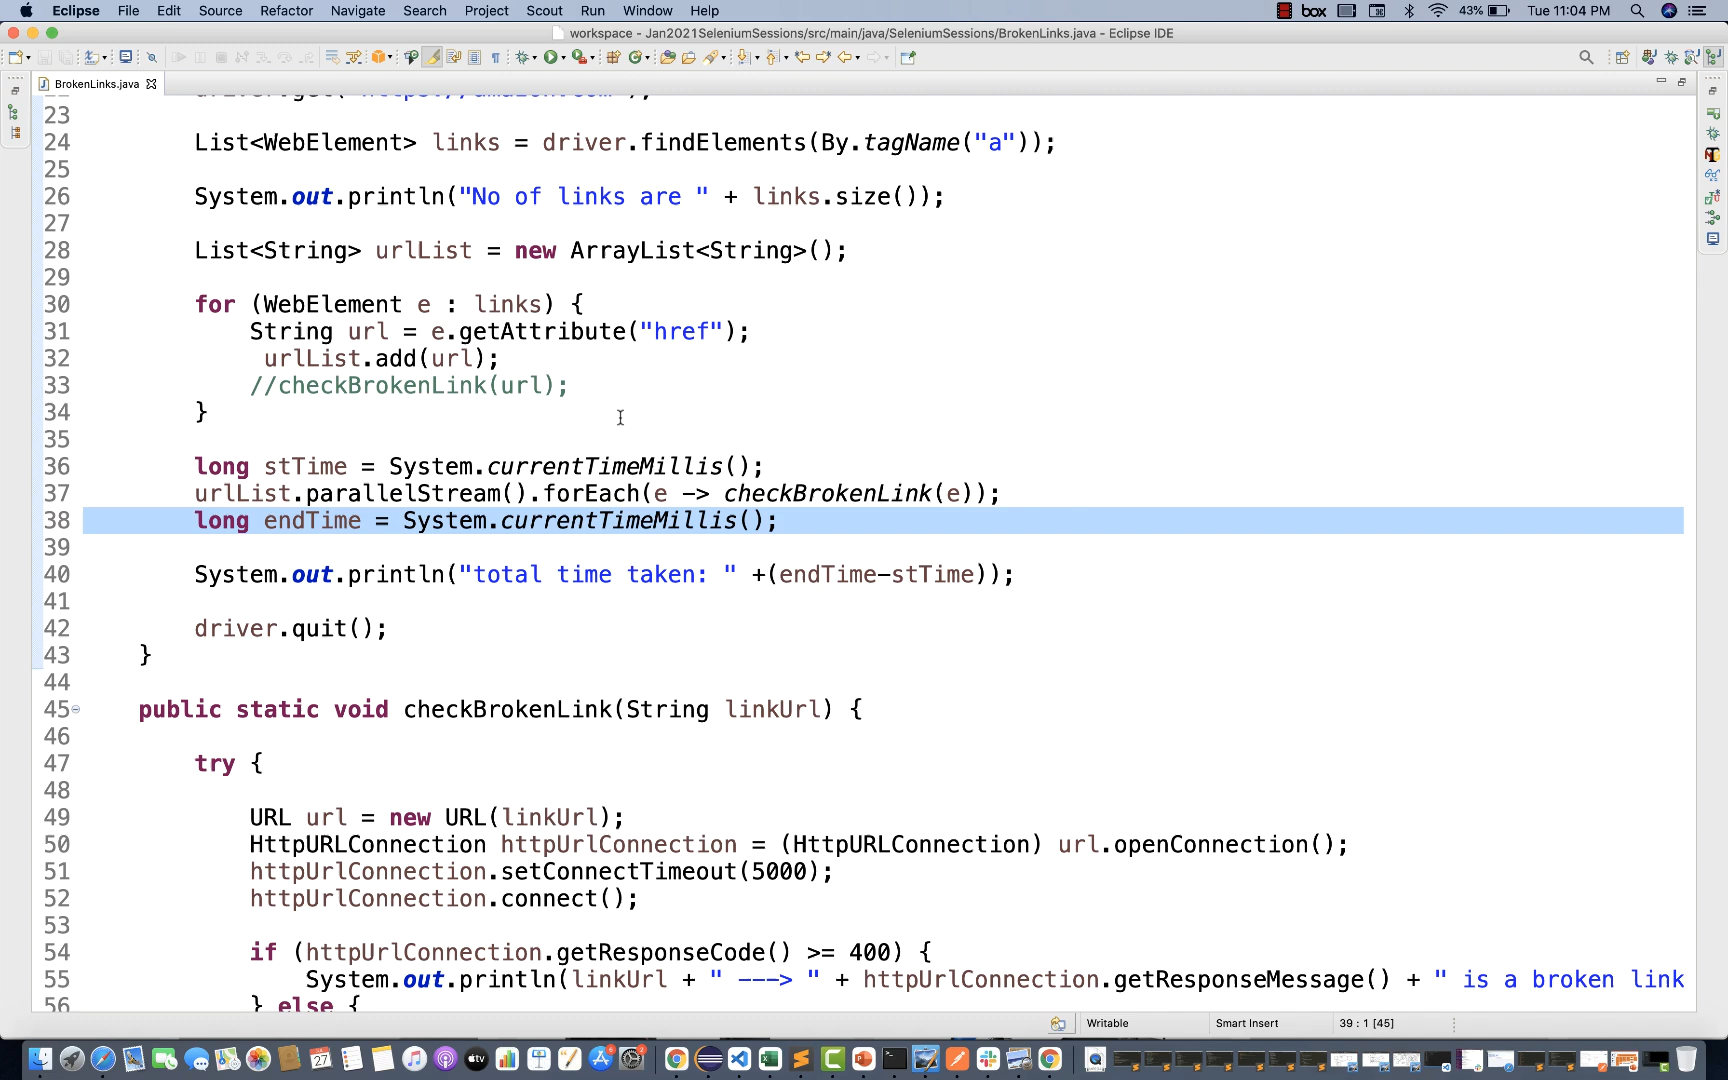 Eclipse File Edit Source Refactor Navigate Search Project Scout Run Window Help box 43% Tue 11:04 PM
workspace - Jan2021SeleniumSessions/src/main/java/SeleniumSessions/BrokenLinks.java - Eclipse IDE
BrokenLinks.java
23
24 List<WebElement> links = driver.findElements(By.tagName("a"));
25
26 System.out.println("No of links are " + links.size());
27
28 List<String> urlList = new ArrayList<String>();
29
30 for (WebElement e : links) {
31 String url = e.getAttribute("href");
32 urlList.add(url);
33 //checkBrokenLink(url);
34 }
35
36 long stTime = System.currentTimeMillis();
37 urlList.parallelStream().forEach(e -> checkBrokenLink(e));
38 long endTime = System.currentTimeMillis();
39
40 System.out.println("total time taken: " +(endTime-stTime));
41
42 driver.quit();
43 }
44
45 public static void checkBrokenLink(String linkUrl) {
46
47 try {
48
49 URL url = new URL(linkUrl);
50 HttpURLConnection httpUrlConnection = (HttpURLConnection) url.openConnection();
51 httpUrlConnection.setConnectTimeout(5000);
52 httpUrlConnection.connect();
53
54 if (httpUrlConnection.getResponseCode() >= 400) {
55 System.out.println(linkUrl + " ---> " + httpUrlConnection.getResponseMessage() + " is a broken link
56 } else {
Writable Smart Insert 39 : 1 [45]